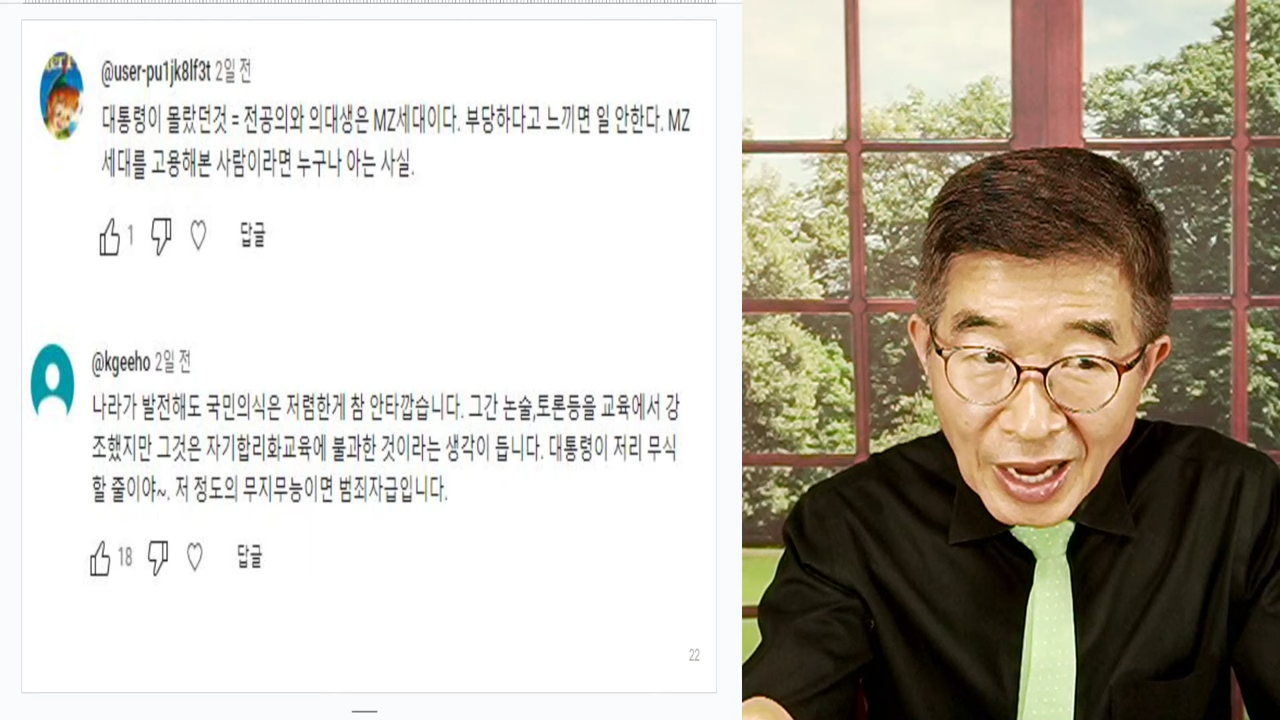 @user-pu1jk8lf3t 2일 전
대통령이 몰랐던것 = 전공의와 의대생은 MZ세대이다. 부당하다고 느끼면 일 안한다. MZ
세대를 고용해본 사람이라면 누구나 아는 사실.
1 답글
@kgeeho 2일 전
나라가 발전해도 국민의식은 저렴한게 참 안타깝습니다. 그간 논술,토론등을 교육에서 강
조했지만 그것은 자기합리화교육에 불과한 것이라는 생각이 듭니다. 대통령이 저리 무식
할 줄이야~. 저 정도의 무지무능이면 범죄자급입니다.
18 답글
22